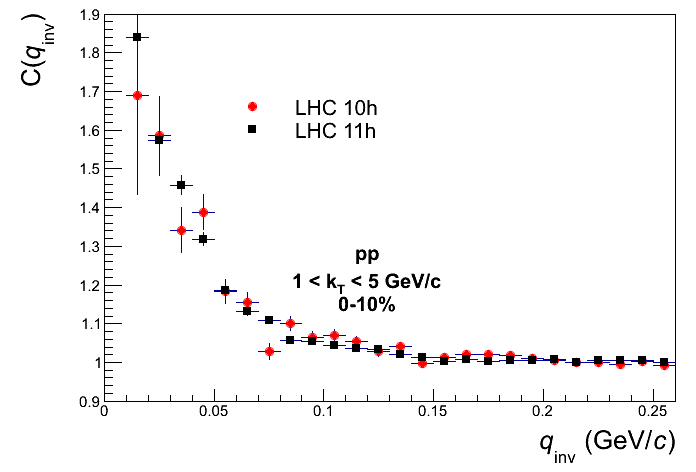 C(q_inv)
1.9
1.8
1.7
1.6
1.5
1.4
1.3
1.2
1.1
1
0.9
LHC 10h
LHC 11h
pp
1 < k_T < 5 GeV/c
0-10%
0 0.05 0.1 0.15 0.2 0.25
q_inv (GeV/c)